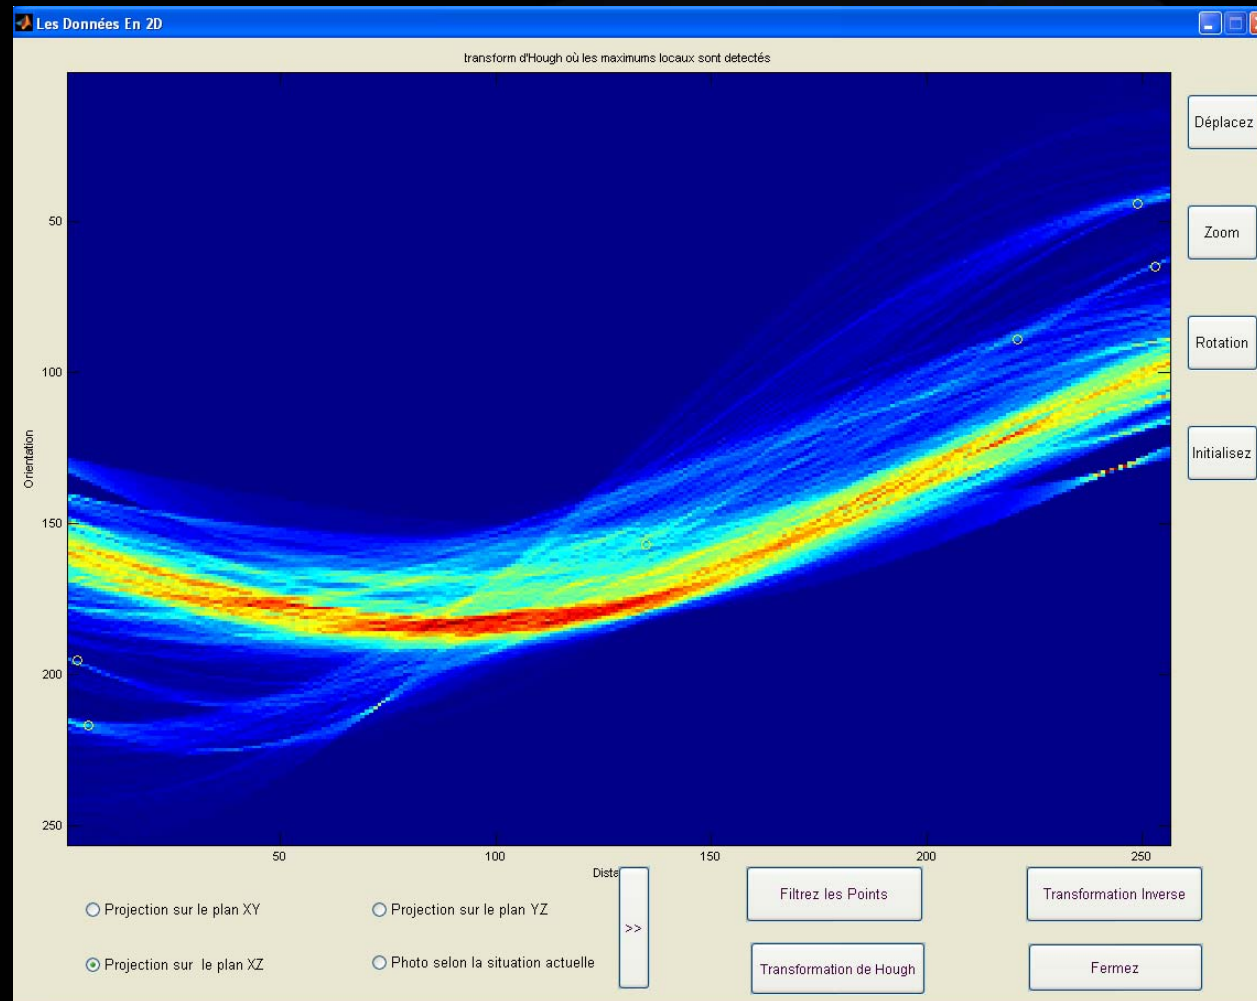 Les Données En 2D
transform d'Hough où les maximums locaux sont detectés
Déplacez
Zoom
Rotation
Initialisez
Orientation
50
100
150
200
250
50
100
150
200
250
Dista
Projection sur le plan XY
Projection sur le plan YZ
>>
Filtrez les Points
Transformation Inverse
Projection sur le plan XZ
Photo selon la situation actuelle
Transformation de Hough
Fermez